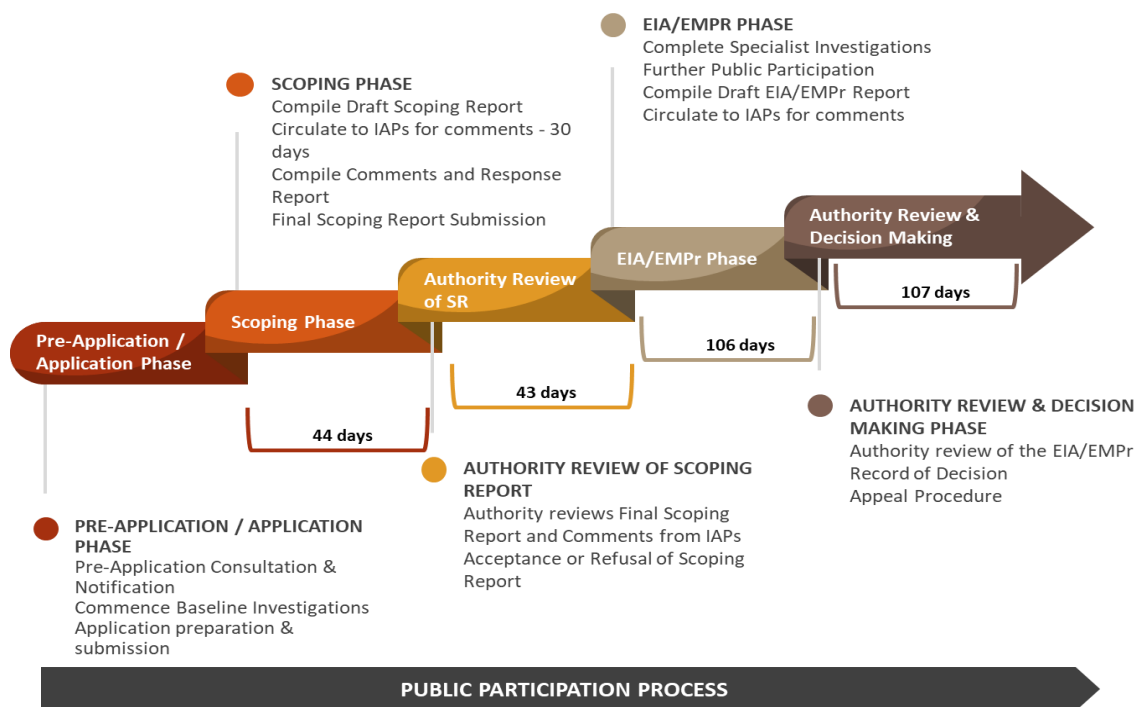 EIA/EMPR PHASE
Complete Specialist Investigations
Further Public Participation
Compile Draft EIA/EMPr Report
Circulate to IAPs for comments
SCOPING PHASE
Compile Draft Scoping Report
Circulate to IAPs for comments - 30
days
Compile Comments and Response
Report
Final Scoping Report Submission
Pre-Application /
Application Phase
Scoping Phase
Authority Review
of SR
EIA/EMPr Phase
Authority Review &
Decision Making
44 days
43 days
106 days
107 days
PRE-APPLICATION / APPLICATION
PHASE
Pre-Application Consultation &
Notification
Commence Baseline Investigations
Application preparation &
submission
AUTHORITY REVIEW OF SCOPING
REPORT
Authority reviews Final Scoping
Report and Comments from IAPs
Acceptance or Refusal of Scoping
Report
AUTHORITY REVIEW & DECISION
MAKING PHASE
Authority review of the EIA/EMPr
Record of Decision
Appeal Procedure
PUBLIC PARTICIPATION PROCESS